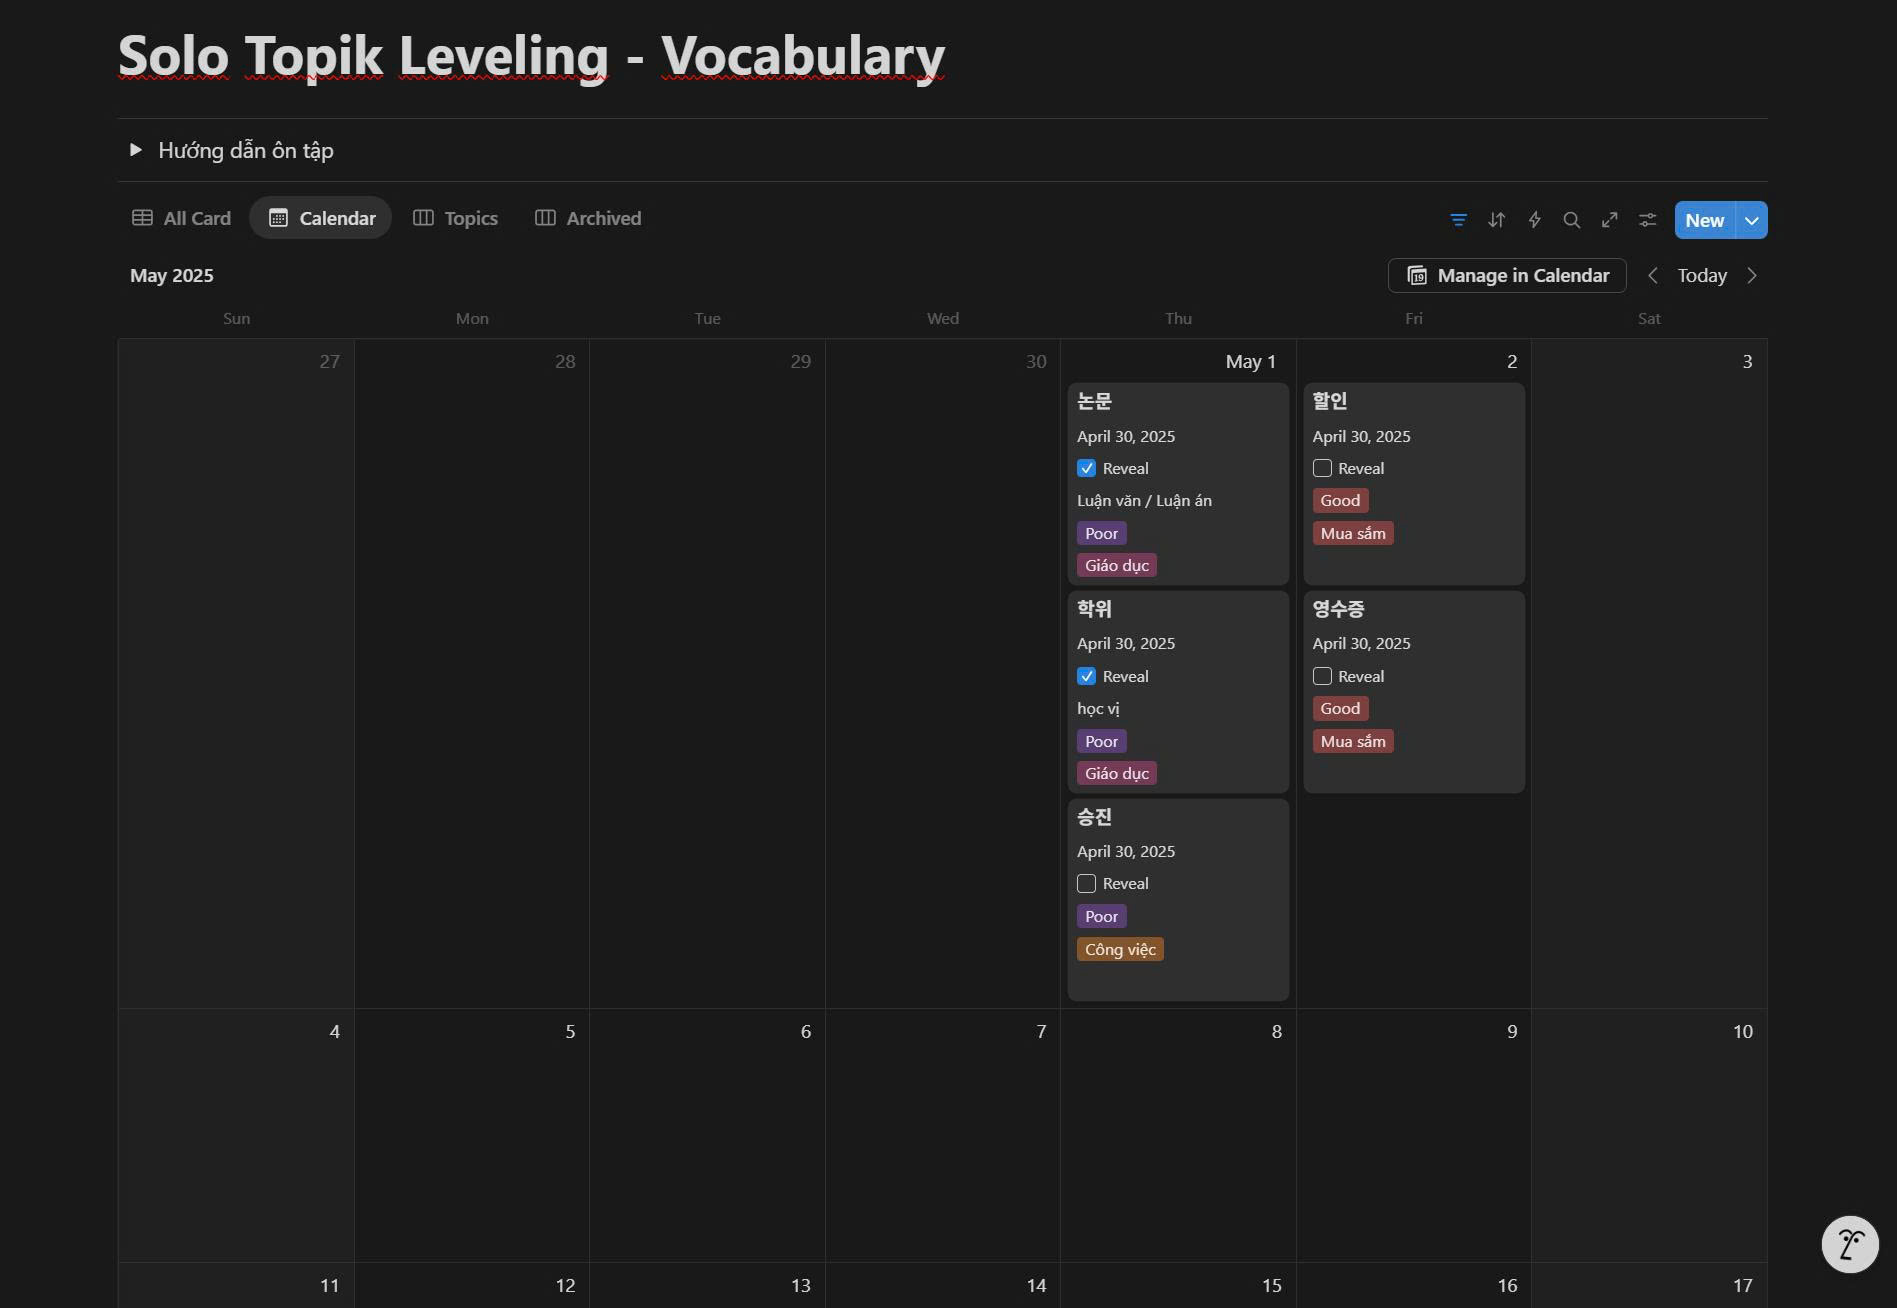 Solo Topik Leveling - Vocabulary
Hướng dẫn ôn tập
All Card Calendar Topics Archived New
May 2025 19 Manage in Calendar Today
Sun Mon Tue Wed Thu Fri Sat
27 28 29 30 May 1 2 3
논문
April 30, 2025
Reveal
Luận văn / Luận án
Poor
Giáo dục
학위
April 30, 2025
Reveal
học vị
Poor
Giáo dục
승진
April 30, 2025
Reveal
Poor
Công việc
할인
April 30, 2025
Reveal
Good
Mua sắm
영수증
April 30, 2025
Reveal
Good
Mua sắm
4 5 6 7 8 9 10
11 12 13 14 15 16 17